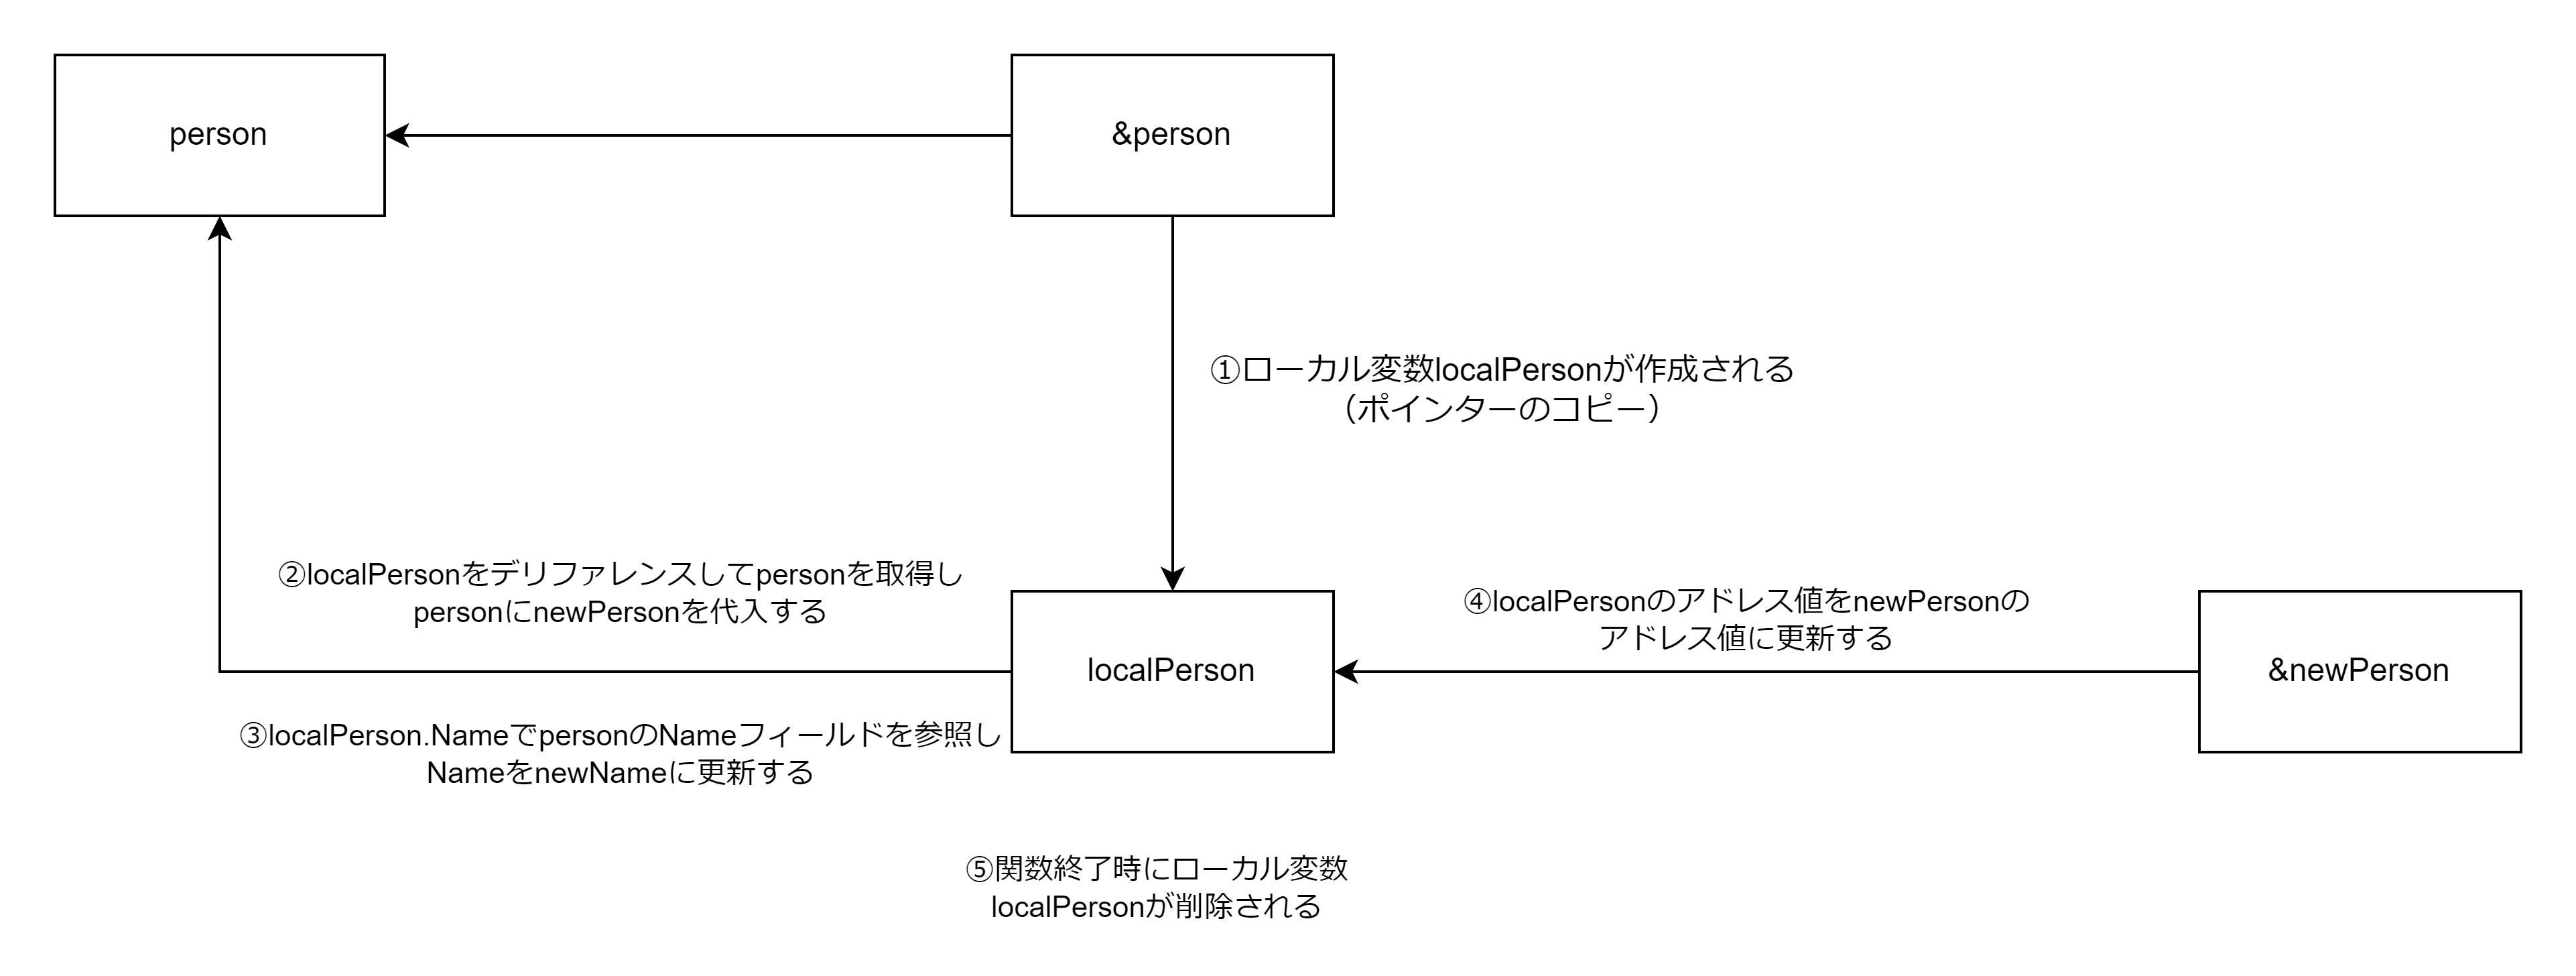 person
&person
①ローカル変数localPersonが作成される
（ポインターのコピー）
②localPersonをデリファレンスしてpersonを取得し
personにnewPersonを代入する
④localPersonのアドレス値をnewPersonの
アドレス値に更新する
localPerson
&newPerson
③localPerson.NameでpersonのNameフィールドを参照し
NameをnewNameに更新する
⑤関数終了時にローカル変数
localPersonが削除される